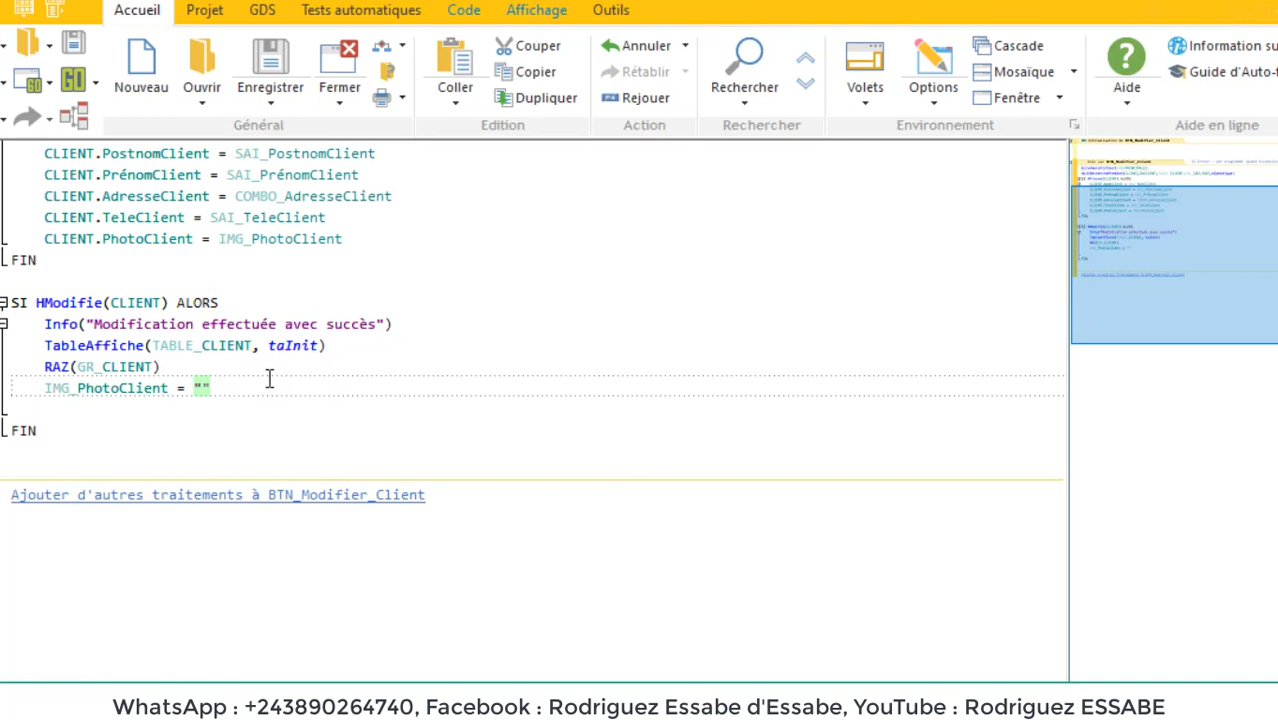 Accueil Projet GDS Tests automatiques Code Affichage Outils
Nouveau Ouvrir Enregistrer Fermer
Général
Coller Couper Copier Dupliquer
Edition
Annuler Rétablir Rejouer
Action
Rechercher
Rechercher
Volets Options Cascade Mosaïque Fenêtre
Environnement
Aide Information su Guide d'Auto-f
Aide en ligne
GO GO
CLIENT.PostnomClient = SAI_PostnomClient
CLIENT.PrénomClient = SAI_PrénomClient
CLIENT.AdresseClient = COMBO_AdresseClient
CLIENT.TeleClient = SAI_TeleClient
CLIENT.PhotoClient = IMG_PhotoClient
FIN
SI HModifie(CLIENT) ALORS
Info("Modification effectuée avec succès")
TableAffiche(TABLE_CLIENT, taInit)
RAZ(GR_CLIENT)
IMG_PhotoClient = ""
FIN
Ajouter d'autres traitements à BTN_Modifier_Client
WhatsApp : +243890264740, Facebook : Rodriguez Essabe d'Essabe, YouTube : Rodriguez ESSABE